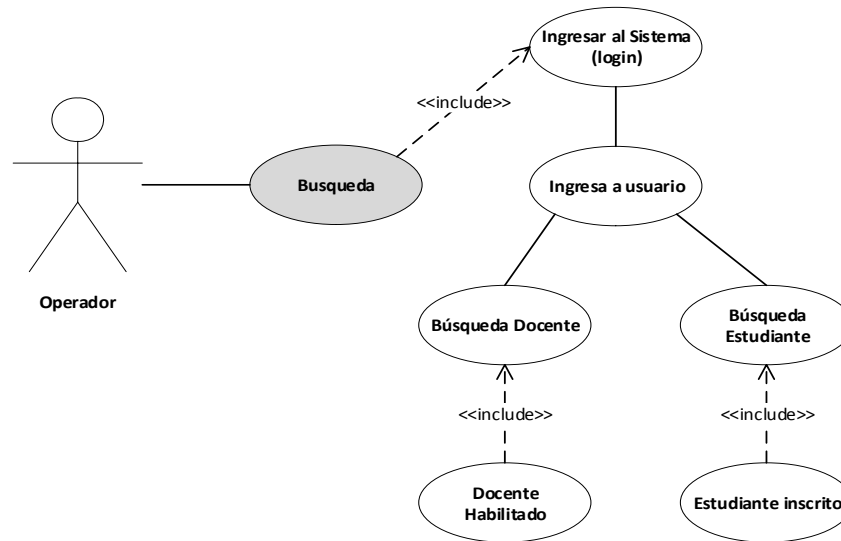 Ingresar al Sistema
(login)
<<include>>
Busqueda
Ingresa a usuario
Operador
Búsqueda Docente
Búsqueda
Estudiante
<<include>>
<<include>>
Docente
Habilitado
Estudiante inscrito